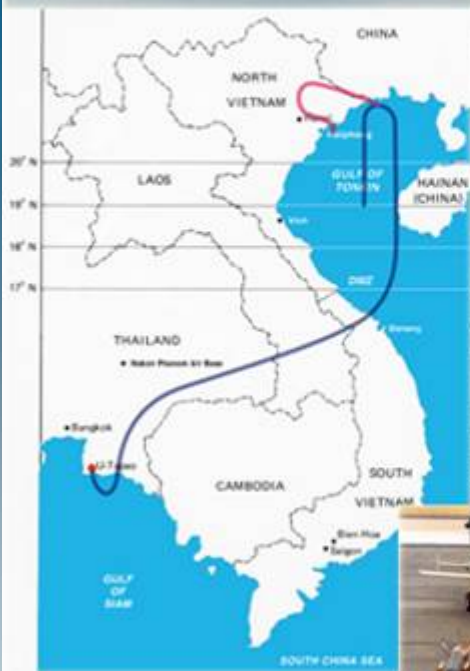 CHINA
NORTH
VIETNAM
Haiphong
20° N
LAOS
GULF OF
TONKIN
HAINAN
(CHINA)
19° N
Vinh
18° N
17° N
DMZ
THAILAND
Danang
Nakon Phanom Air Base
Bangkok
U-Tapao
CAMBODIA
SOUTH
VIETNAM
Bien Hoa
Saigon
GULF
OF
SIAM
SOUTH CHINA SEA